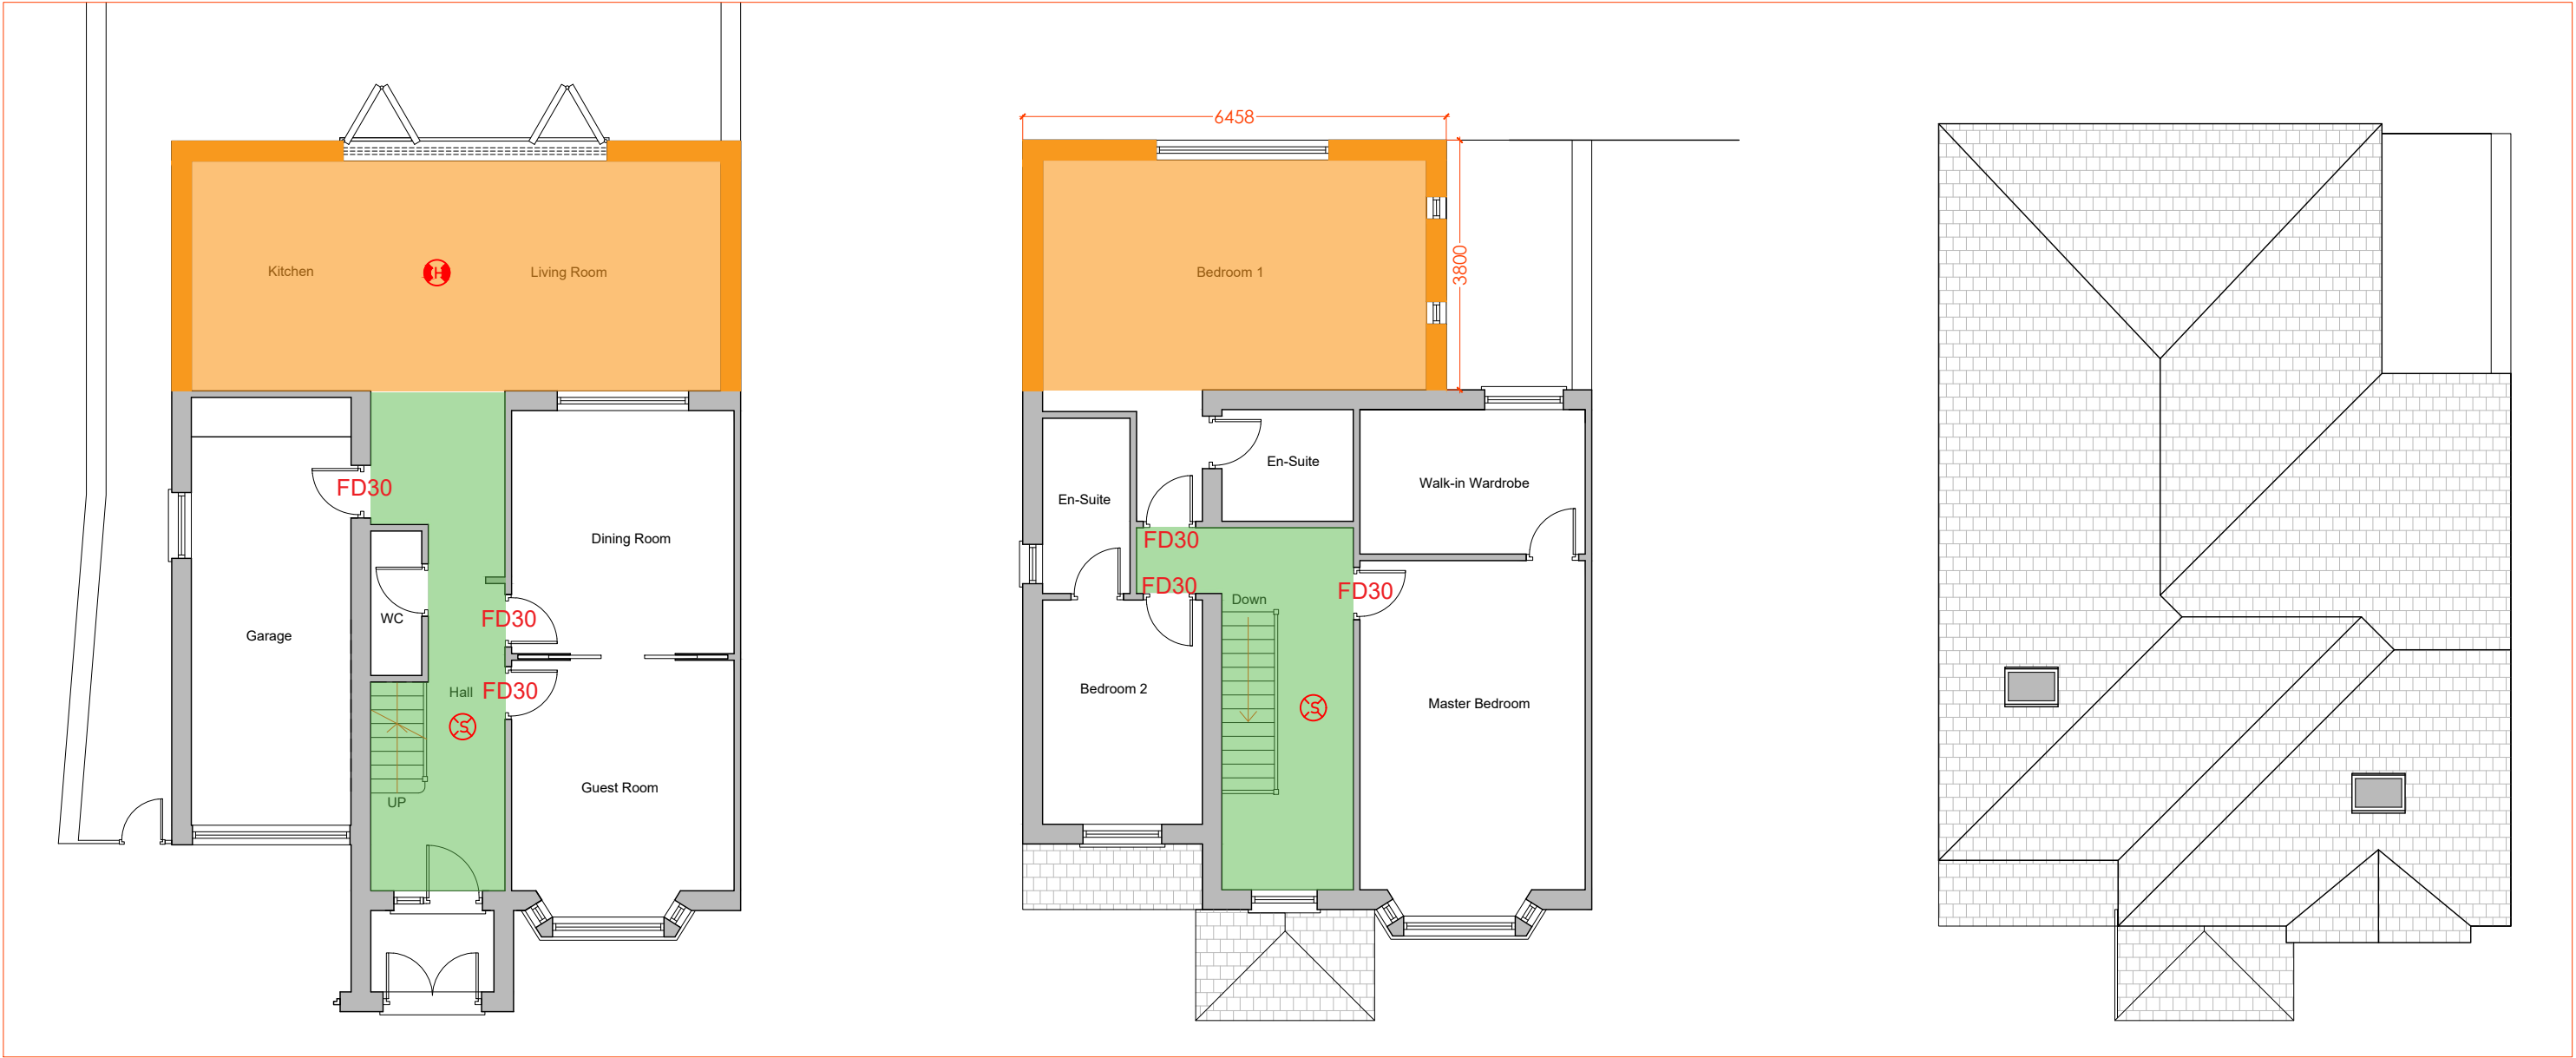 Kitchen
H
Living Room
FD30
Dining Room
FD30
WC
Garage
Hall
FD30
S
Guest Room
UP
6458
3800
Bedroom 1
En-Suite
Walk-in Wardrobe
En-Suite
FD30
FD30
FD30
Down
Bedroom 2
Master Bedroom
S